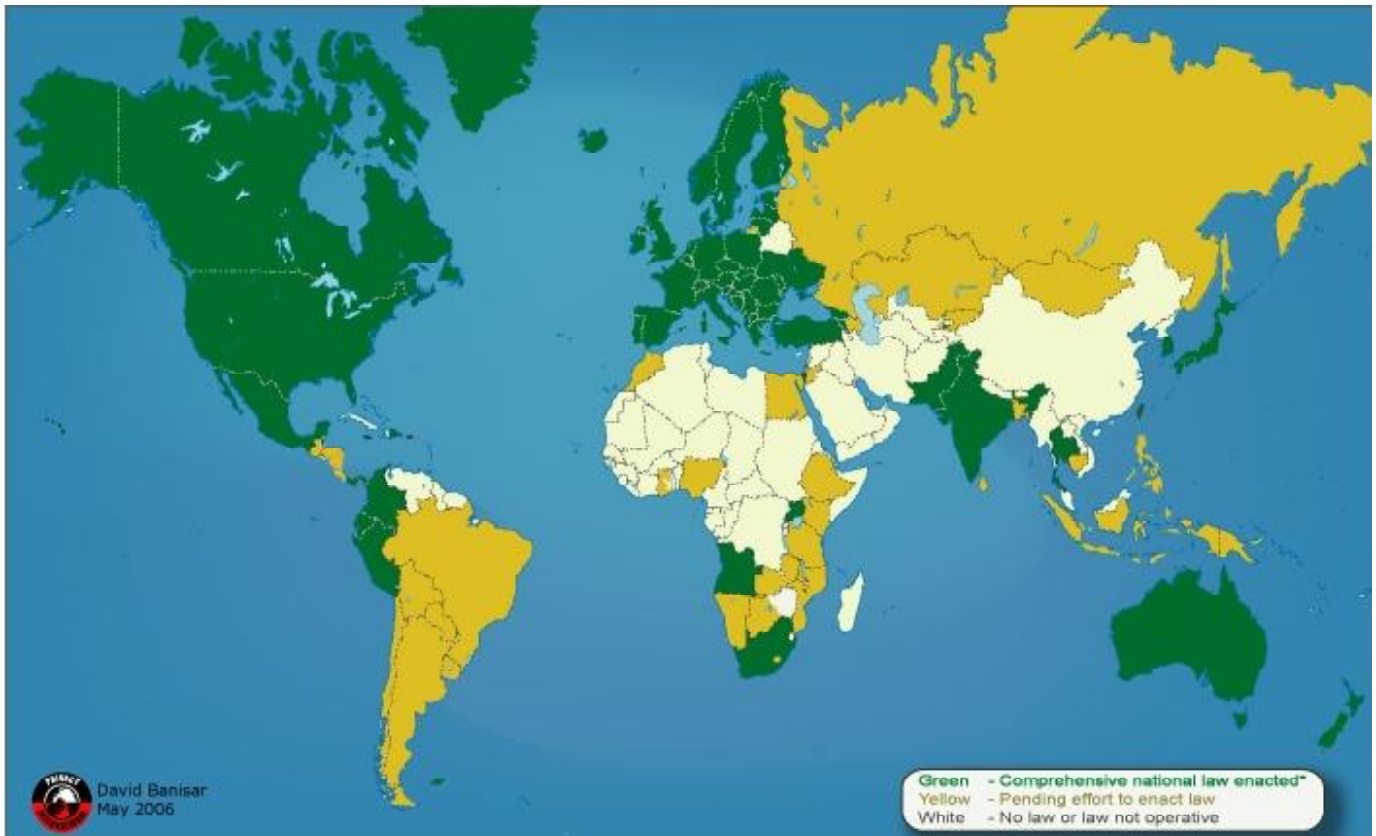 David Banisar
May 2006
Green - Comprehensive national law enacted*
Yellow - Pending effort to enact law
White - No law or law not operative